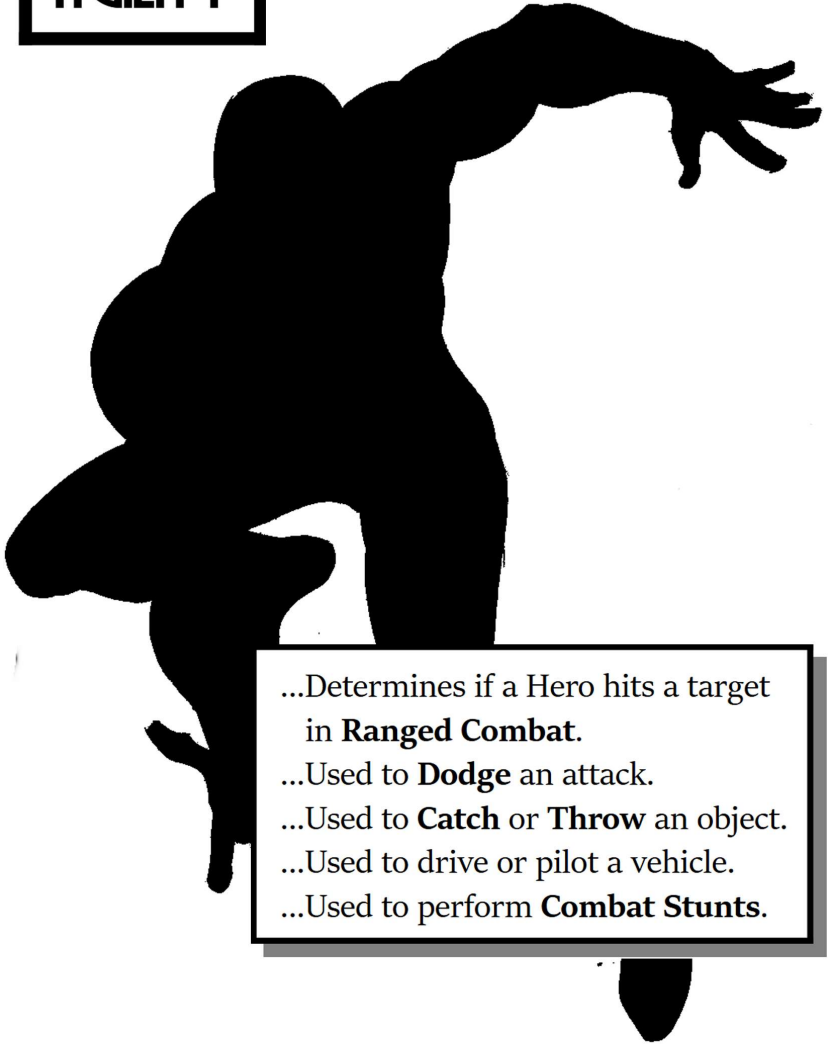 ...Determines if a Hero hits a target
in Ranged Combat.
...Used to Dodge an attack.
...Used to Catch or Throw an object.
...Used to drive or pilot a vehicle.
...Used to perform Combat Stunts.